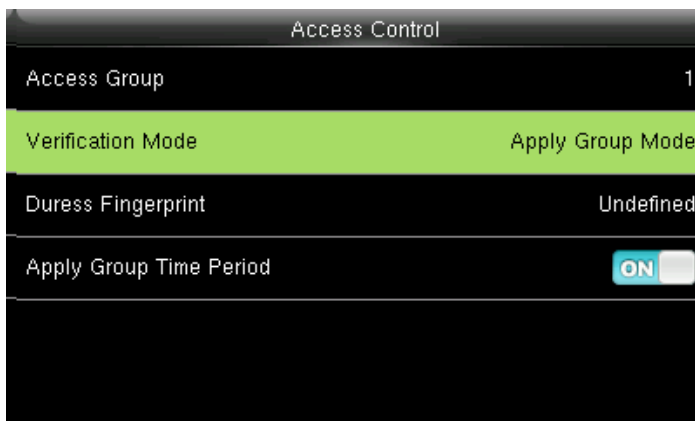 Access Control
Access Group 1
Verification Mode Apply Group Mode
Duress Fingerprint Undefined
Apply Group Time Period ON